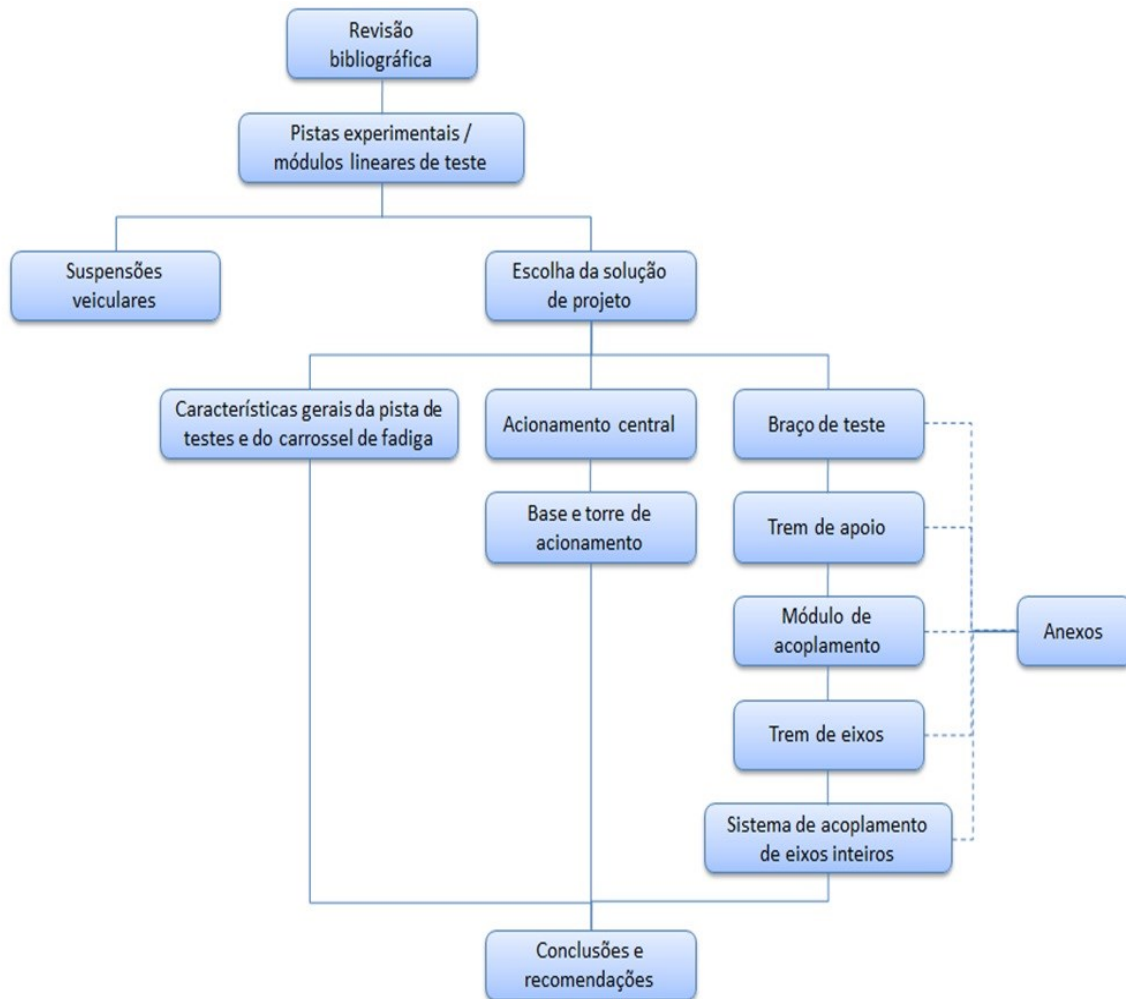 Revisão
bibliográfica
Pistas experimentais /
módulos lineares de teste
Suspensões
veiculares
Escolha da solução
de projeto
Características gerais da pista de
testes e do carrossel de fadiga
Acionamento central
Braço de teste
Base e torre de
acionamento
Trem de apoio
Módulo de
acoplamento
Anexos
Trem de eixos
Sistema de acoplamento
de eixos inteiros
Conclusões e
recomendações